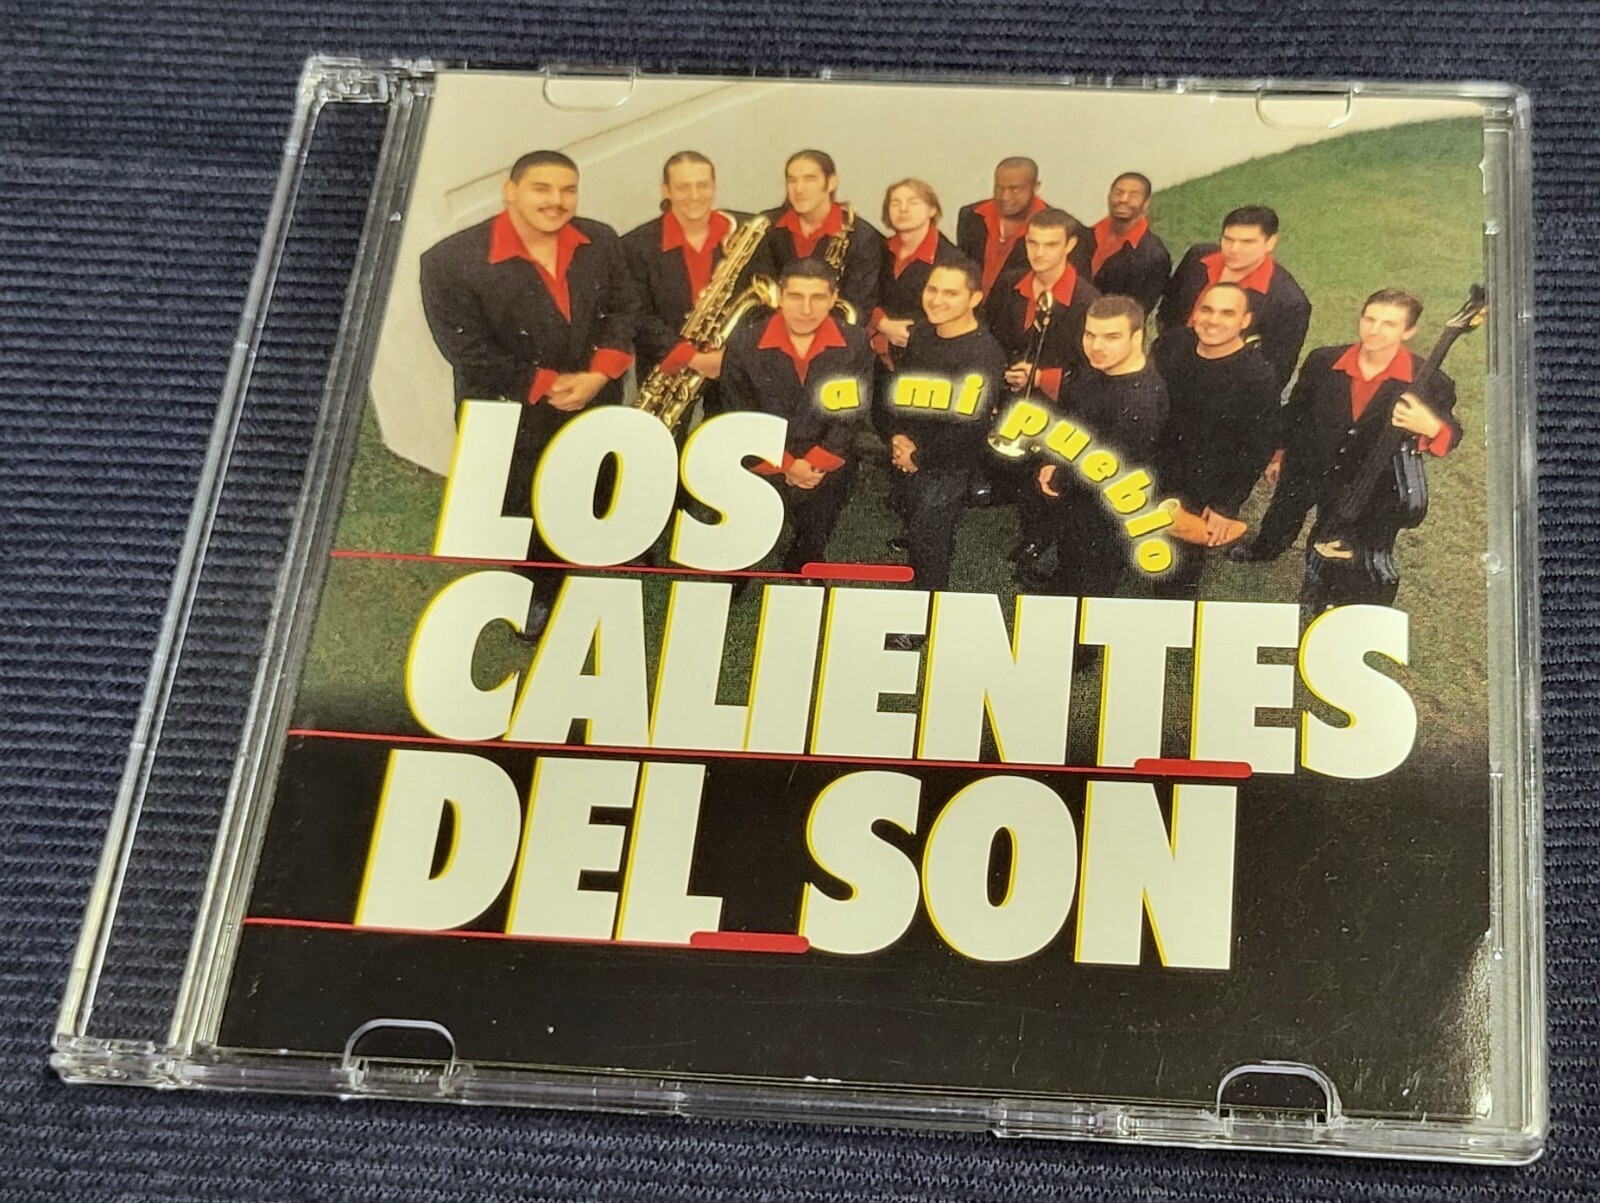 a mi pueblo
LOS
CALIENTES
DEL SON